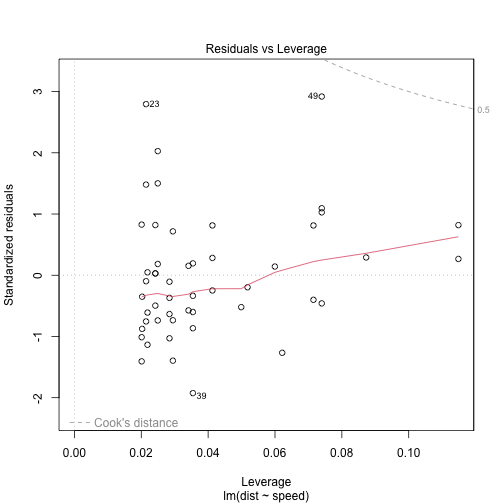 Residuals vs Leverage
Standardized residuals
3
2
1
0
-1
-2
23
49
39
0.5
Cook's distance
0.00 0.02 0.04 0.06 0.08 0.10
Leverage
lm(dist ~ speed)